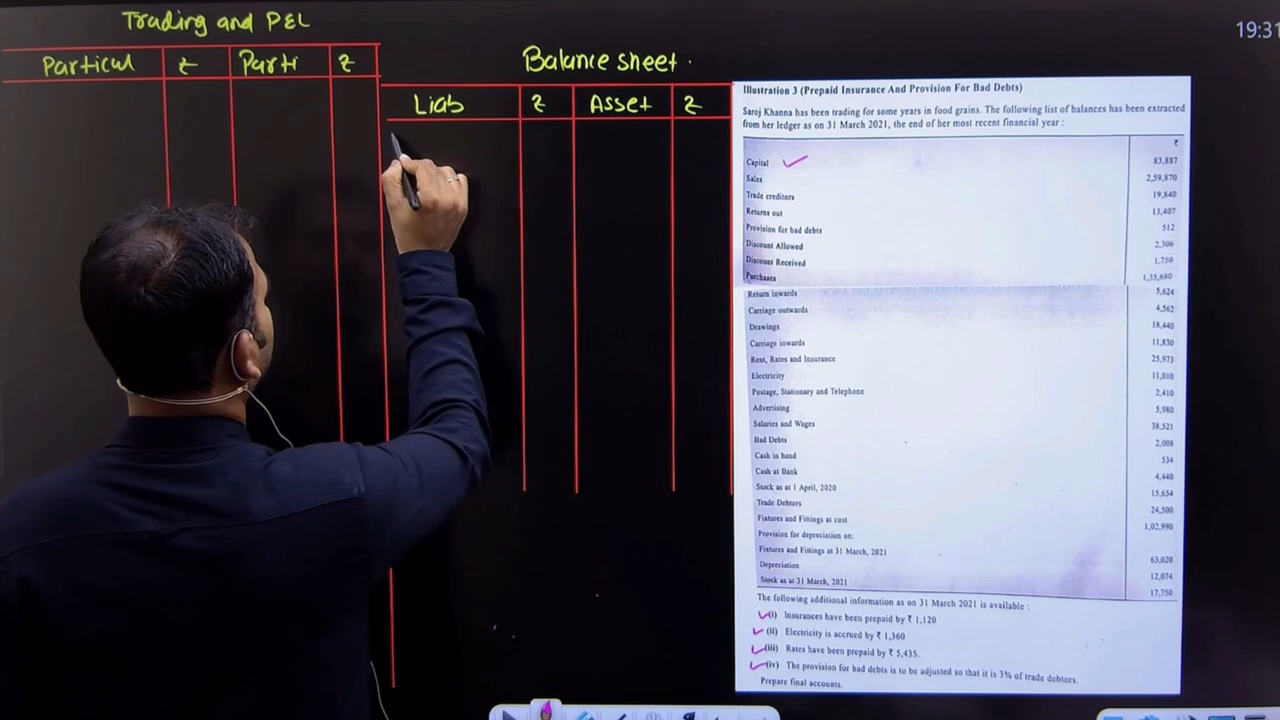 Trading and P&L
19:31
Particul ₹ Parti ₹
Balance sheet.
Liab ₹ Asset ₹
Illustration 3 (Prepaid Insurance And Provision For Bad Debts)
Saroj Khanna has been trading for some years in food grains. The following list of balances has been extracted
from her ledger as on 31 March 2021, the end of her most recent financial year :
₹
Capital 83,887
Sales 2,59,870
Trade creditors 19,840
Returns out 13,407
Provision for bad debts 512
Discount Allowed 2,306
Discount Received 1,750
Purchases 1,35,680
Return inwards 5,624
Carriage outwards 4,562
Drawings 18,440
Carriage inwards 11,830
Rent, Rates and Insurance 25,973
Electricity 11,010
Postage, Stationary and Telephone 2,410
Advertising 5,980
Salaries and Wages 38,521
Bad Debts 2,008
Cash in hand 534
Cash at Bank 4,440
Stock as at 1 April, 2020 15,654
Trade Debtors 24,500
Fixtures and Fittings at cost 1,02,990
Provision for depreciation on:
Fixtures and Fittings at 31 March, 2021 63,020
Depreciation 12,074
Stock as at 31 March, 2021 17,750
The following additional information as on 31 March 2021 is available :
(i) Insurances have been prepaid by ₹ 1,120
(ii) Electricity is accrued by ₹ 1,360
(iii) Rates have been prepaid by ₹ 5,435.
(iv) The provision for bad debts is to be adjusted so that it is 3% of trade debtors.
Prepare final accounts.